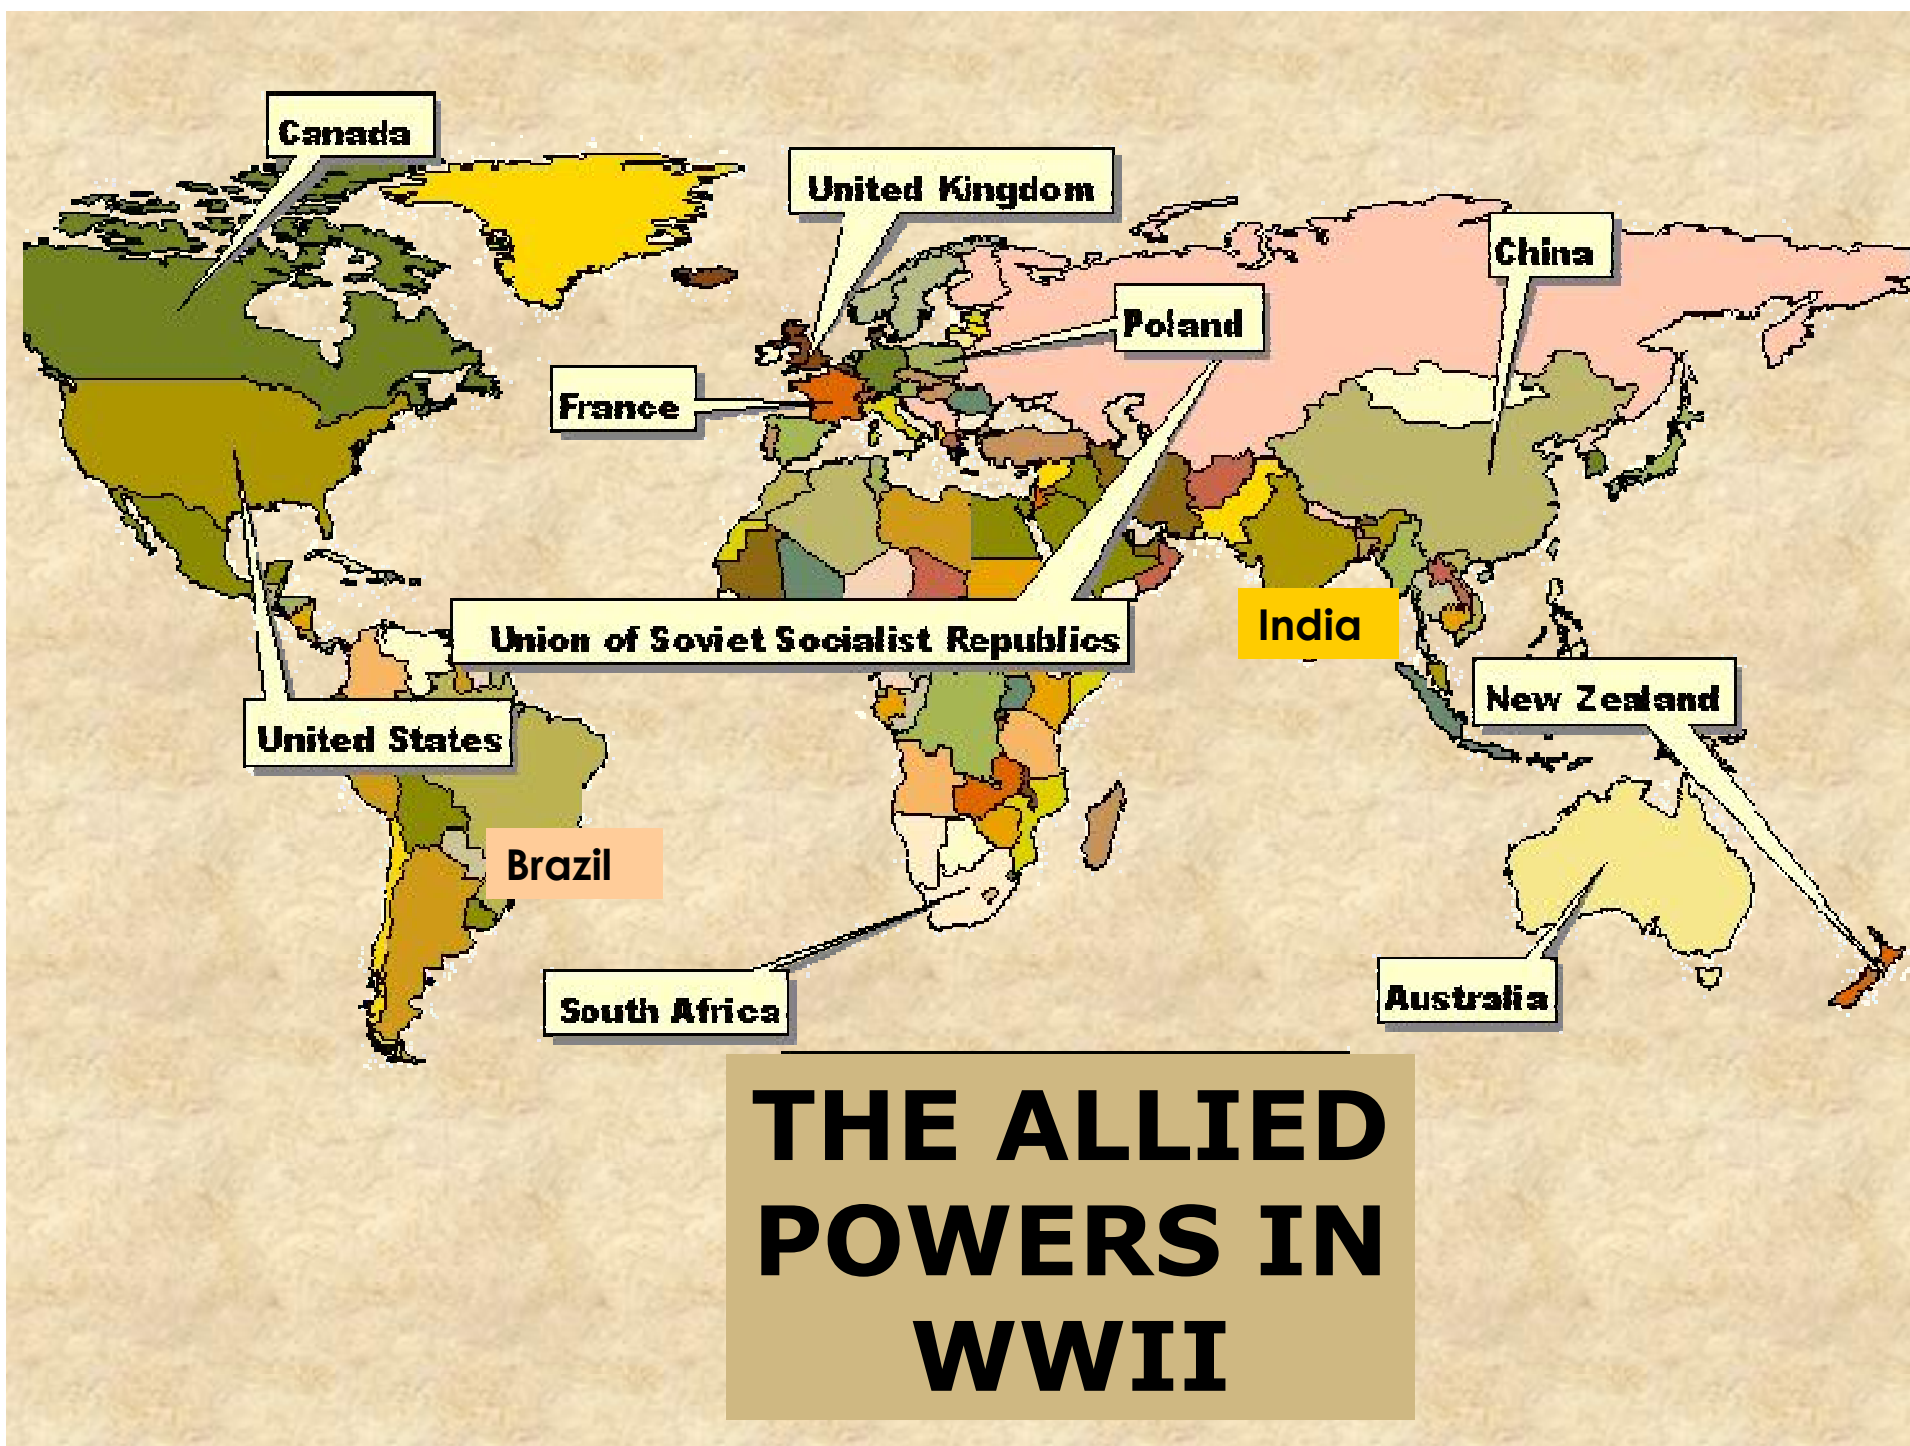 Canada
United Kingdom
China
Poland
France
Union of Soviet Socialist Republics
India
New Zealand
United States
Brazil
South Africa
Australia
THE ALLIED
POWERS IN
WWII